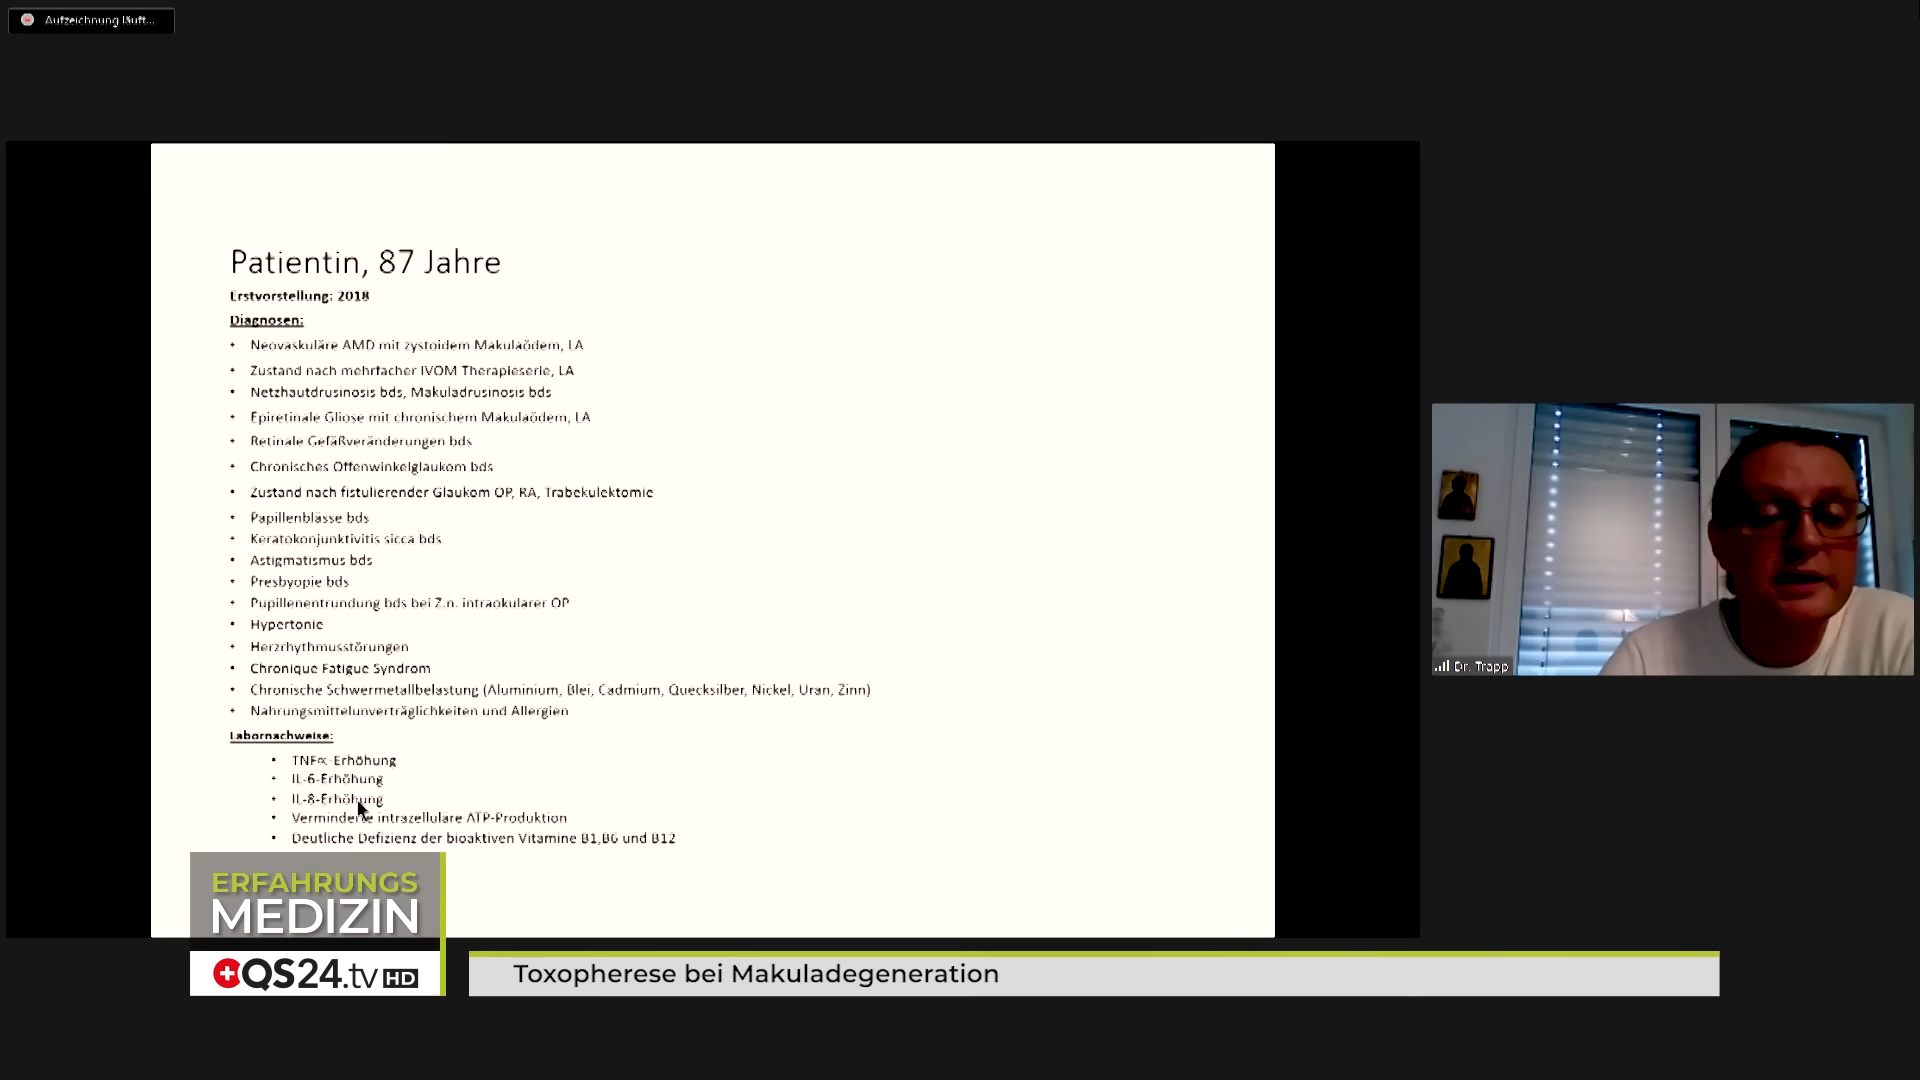 Aufzeichnung läuft...
Patientin, 87 Jahre
Erstvorstellung: 2018
Diagnosen:
• Neovaskuläre AMD mit zystoidem Makulaödem, LA
• Zustand nach mehrfacher IVOM Therapieserie, LA
• Netzhautdrusinosis bds, Makuladrusinosis bds
• Epiretinale Gliose mit chronischem Makulaödem, LA
• Retinale Gefäßveränderungen bds
• Chronisches Offenwinkelglaukom bds
• Zustand nach fistulierender Glaukom OP, RA, Trabekulektomie
• Papillenblässe bds
• Keratokonjunktivitis sicca bds
• Astigmatismus bds
• Presbyopie bds
• Pupillenentrundung bds bei Z.n. intraokularer OP
• Hypertonie
• Herzrhythmusstörungen
• Chronique Fatigue Syndrom
• Chronische Schwermetallbelastung (Aluminium, Blei, Cadmium, Quecksilber, Nickel, Uran, Zinn)
• Nahrungsmittelunverträglichkeiten und Allergien
Labornachweise:
• TNF∝-Erhöhung
• IL-6-Erhöhung
• IL-8-Erhöhung
• Verminderte intrazellulare ATP-Produktion
• Deutliche Defizienz der bioaktiven Vitamine B1,B6 und B12
Dr. Trapp
ERFAHRUNGS
MEDIZIN
QS24.tv HD
Toxopherese bei Makuladegeneration